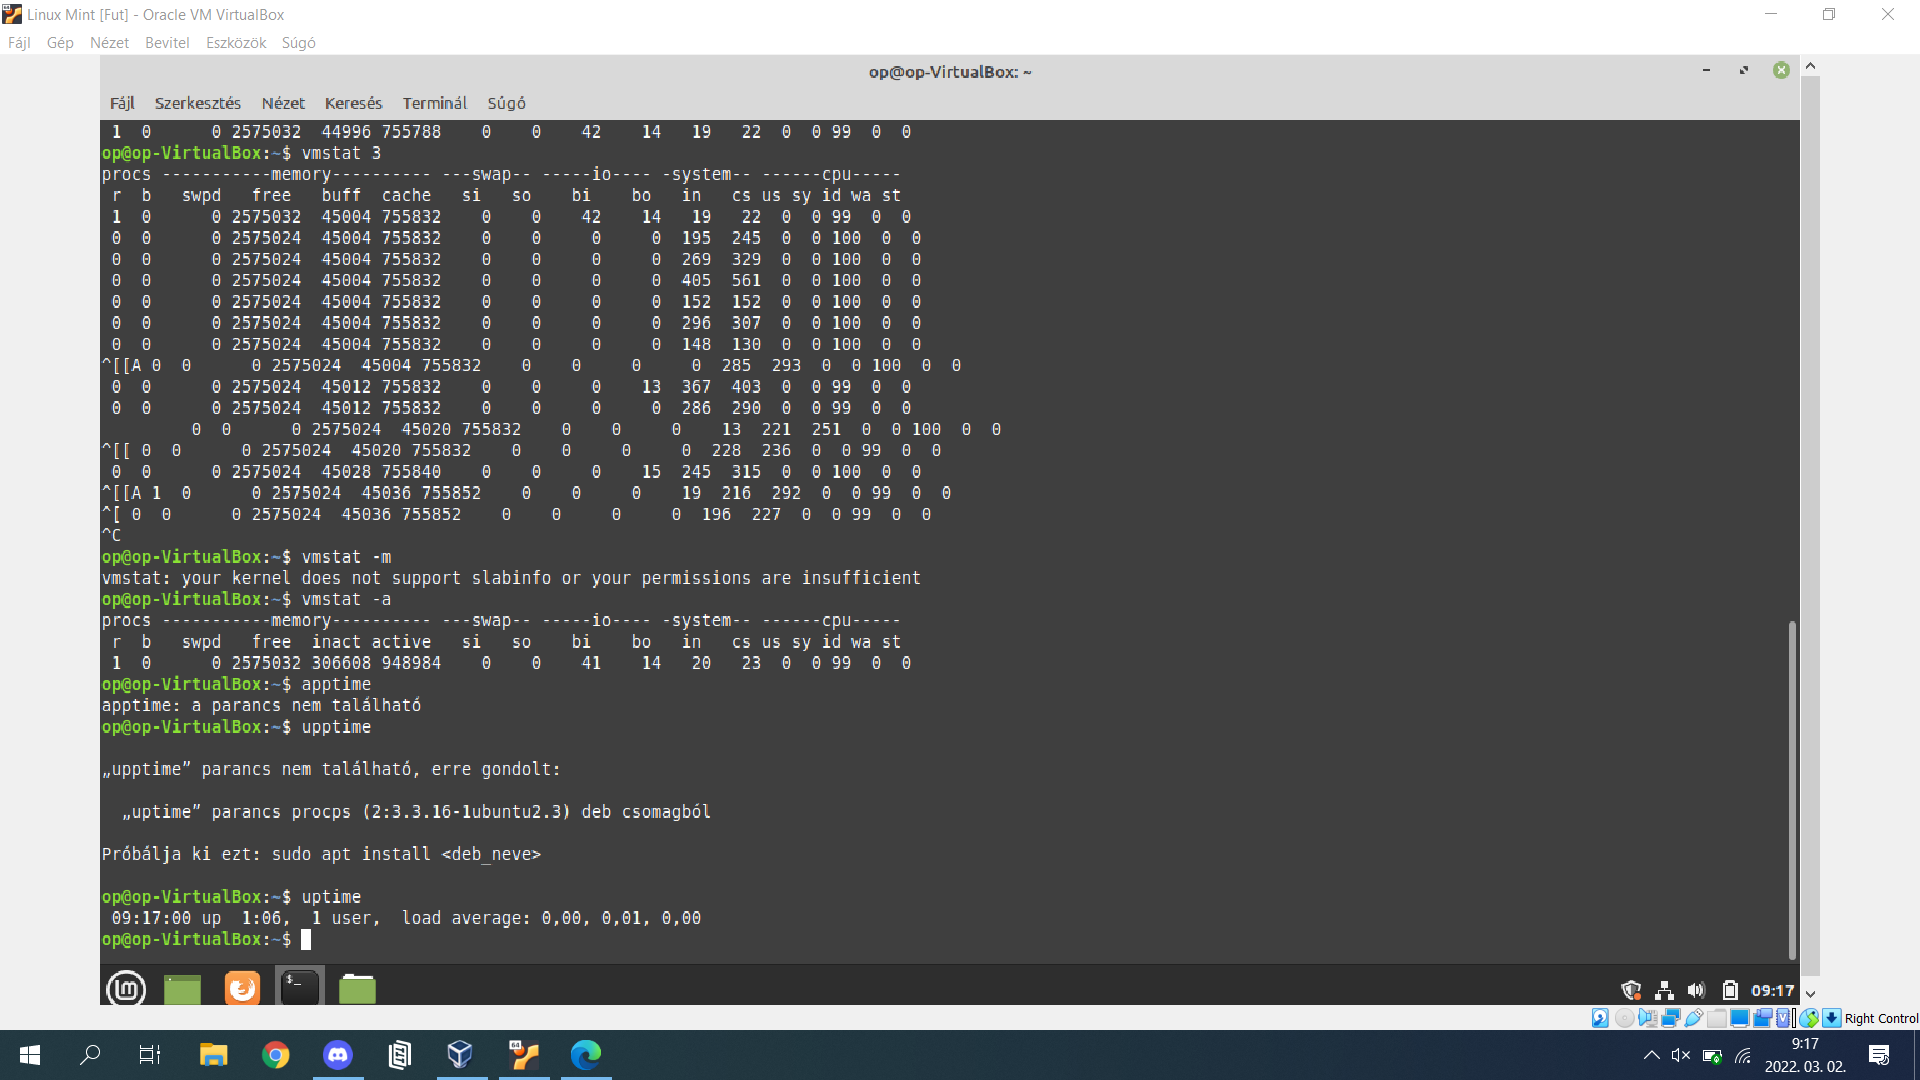 Linux Mint [Fut] - Oracle VM VirtualBox
Fájl Gép Nézet Bevitel Eszközök Súgó
op@op-VirtualBox: ~
Fájl Szerkesztés Nézet Keresés Terminál Súgó
 1  0      0 2575032  44996 755788    0    0    42    14   19   22  0  0 99  0  0
op@op-VirtualBox:~$ vmstat 3
procs -----------memory---------- ---swap-- -----io---- -system-- ------cpu-----
 r  b   swpd   free   buff  cache   si   so    bi    bo   in   cs us sy id wa st
 1  0      0 2575032  45004 755832    0    0    42    14   19   22  0  0 99  0  0
 0  0      0 2575024  45004 755832    0    0     0     0  195  245  0  0 100  0  0
 0  0      0 2575024  45004 755832    0    0     0     0  269  329  0  0 100  0  0
 0  0      0 2575024  45004 755832    0    0     0     0  405  561  0  0 100  0  0
 0  0      0 2575024  45004 755832    0    0     0     0  152  152  0  0 100  0  0
 0  0      0 2575024  45004 755832    0    0     0     0  296  307  0  0 100  0  0
 0  0      0 2575024  45004 755832    0    0     0     0  148  130  0  0 100  0  0
^[[A 0  0      0 2575024  45004 755832    0    0     0     0  285  293  0  0 100  0  0
 0  0      0 2575024  45012 755832    0    0     0    13  367  403  0  0 99  0  0
 0  0      0 2575024  45012 755832    0    0     0     0  286  290  0  0 99  0  0
         0  0      0 2575024  45020 755832    0    0     0    13  221  251  0  0 100  0  0
^[[ 0  0      0 2575024  45020 755832    0    0     0     0  228  236  0  0 99  0  0
 0  0      0 2575024  45028 755840    0    0     0    15  245  315  0  0 100  0  0
^[[A 1  0      0 2575024  45036 755852    0    0     0    19  216  292  0  0 99  0  0
^[ 0  0      0 2575024  45036 755852    0    0     0     0  196  227  0  0 99  0  0
^C
op@op-VirtualBox:~$ vmstat -m
vmstat: your kernel does not support slabinfo or your permissions are insufficient
op@op-VirtualBox:~$ vmstat -a
procs -----------memory---------- ---swap-- -----io---- -system-- ------cpu-----
 r  b   swpd   free  inact active   si   so    bi    bo   in   cs us sy id wa st
 1  0      0 2575032 306608 948984    0    0    41    14   20   23  0  0 99  0  0
op@op-VirtualBox:~$ apptime
apptime: a parancs nem található
op@op-VirtualBox:~$ upptime
„upptime” parancs nem található, erre gondolt:
„uptime” parancs procps (2:3.3.16-1ubuntu2.3) deb csomagból
Próbálja ki ezt: sudo apt install <deb_neve>
op@op-VirtualBox:~$ uptime
 09:17:00 up  1:06,  1 user,  load average: 0,00, 0,01, 0,00
op@op-VirtualBox:~$
09:17
Right Control
9:17
2022. 03. 02.